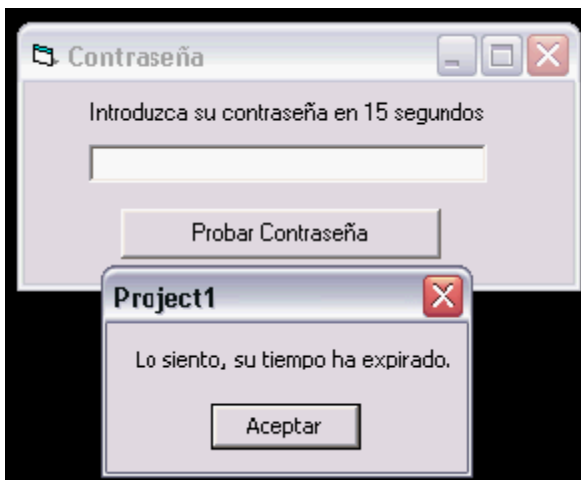 Contraseña
Introduzca su contraseña en 15 segundos
Probar Contraseña
Project1
Lo siento, su tiempo ha expirado.
Aceptar